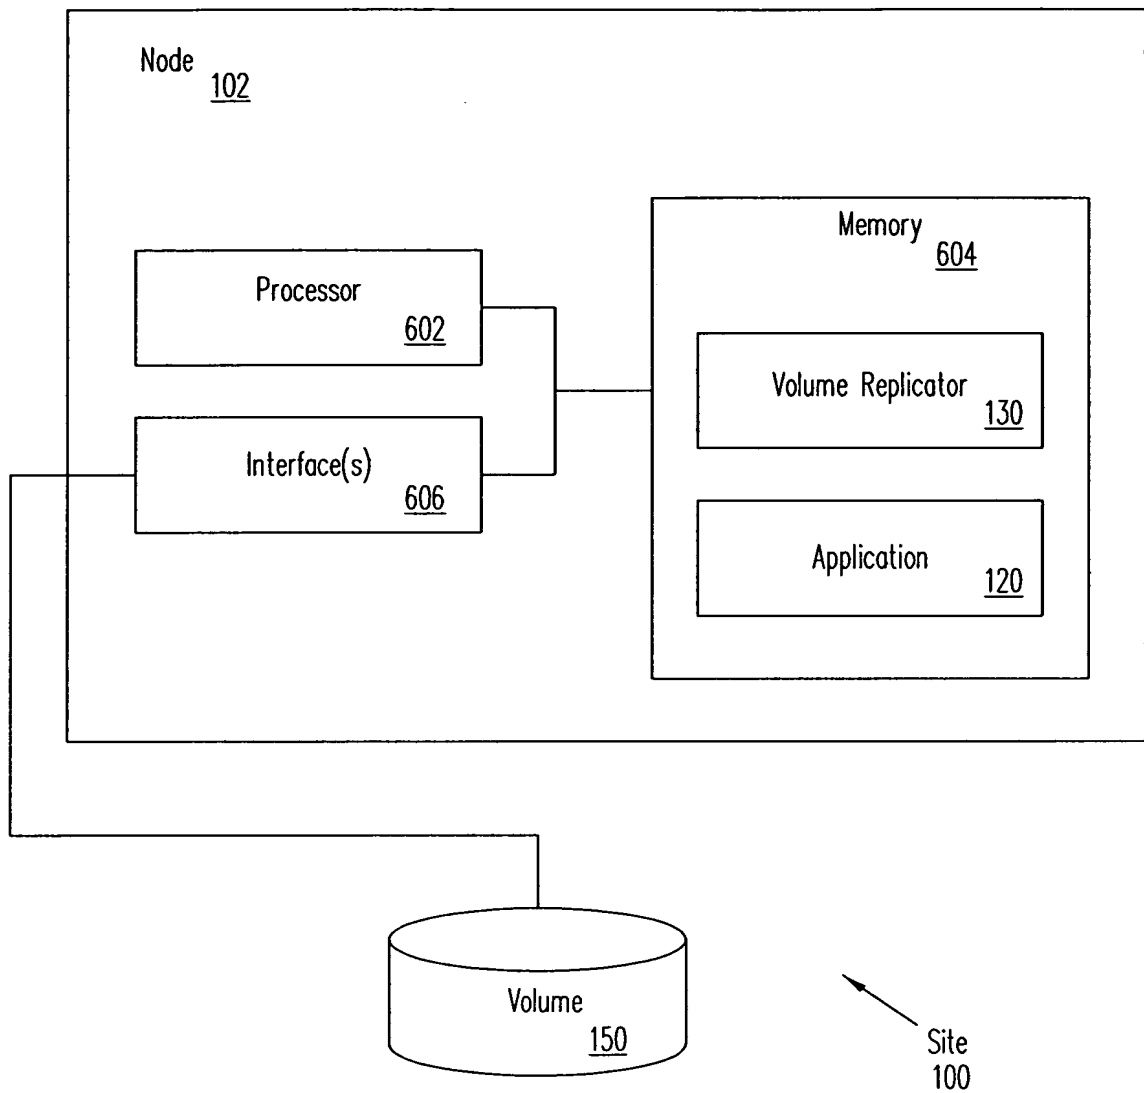 Node
102
Memory
604
Processor
602
Volume Replicator
130
Interface(s)
606
Application
120
Volume
150
Site
100